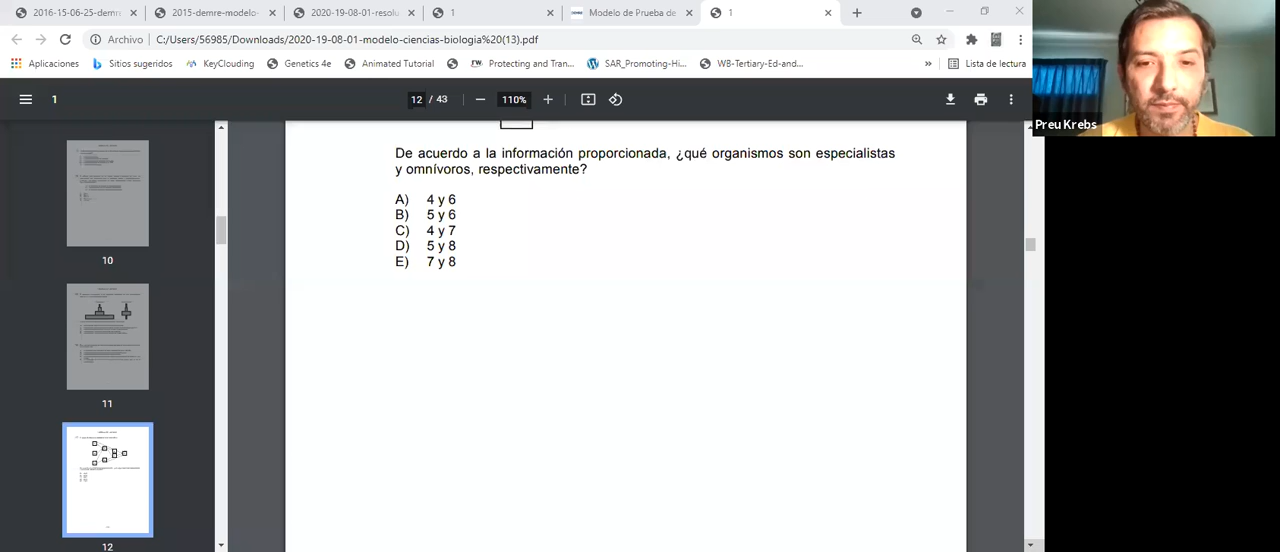 2016-15-06-25-demr
2015-demre-modelo-
2020-19-08-01-resolu
1
Modelo de Prueba de
1
Archivo
C:/Users/56985/Downloads/2020-19-08-01-modelo-ciencias-biologia%20(13).pdf
Aplicaciones
Sitios sugeridos
KeyClouding
Genetics 4e
Animated Tutorial
Protecting and Tran...
SAR_Promoting-Hi...
WB-Tertiary-Ed-and...
»
Lista de lectura
1
12 / 43
110%
Preu Krebs
De acuerdo a la información proporcionada, ¿qué organismos son especialistas
y omnívoros, respectivamente?
A) 4 y 6
B) 5 y 6
C) 4 y 7
D) 5 y 8
E) 7 y 8
10
11
12